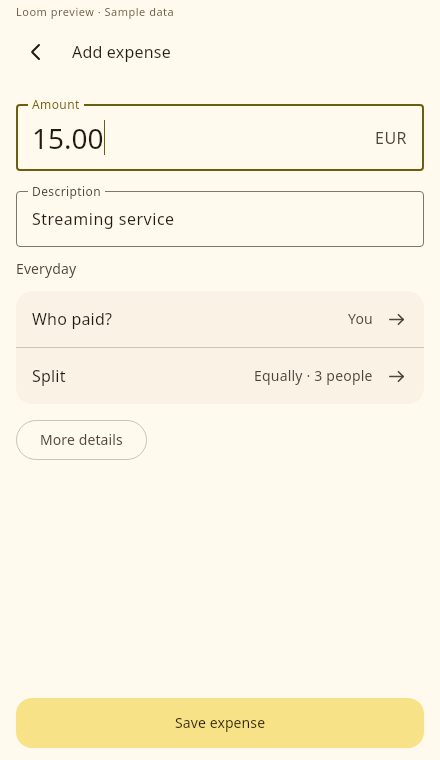 Loom preview · Sample data
Add expense
Amount
15.00 EUR
Description
Streaming service
Everyday
Who paid? You
Split Equally · 3 people
More details
Save expense